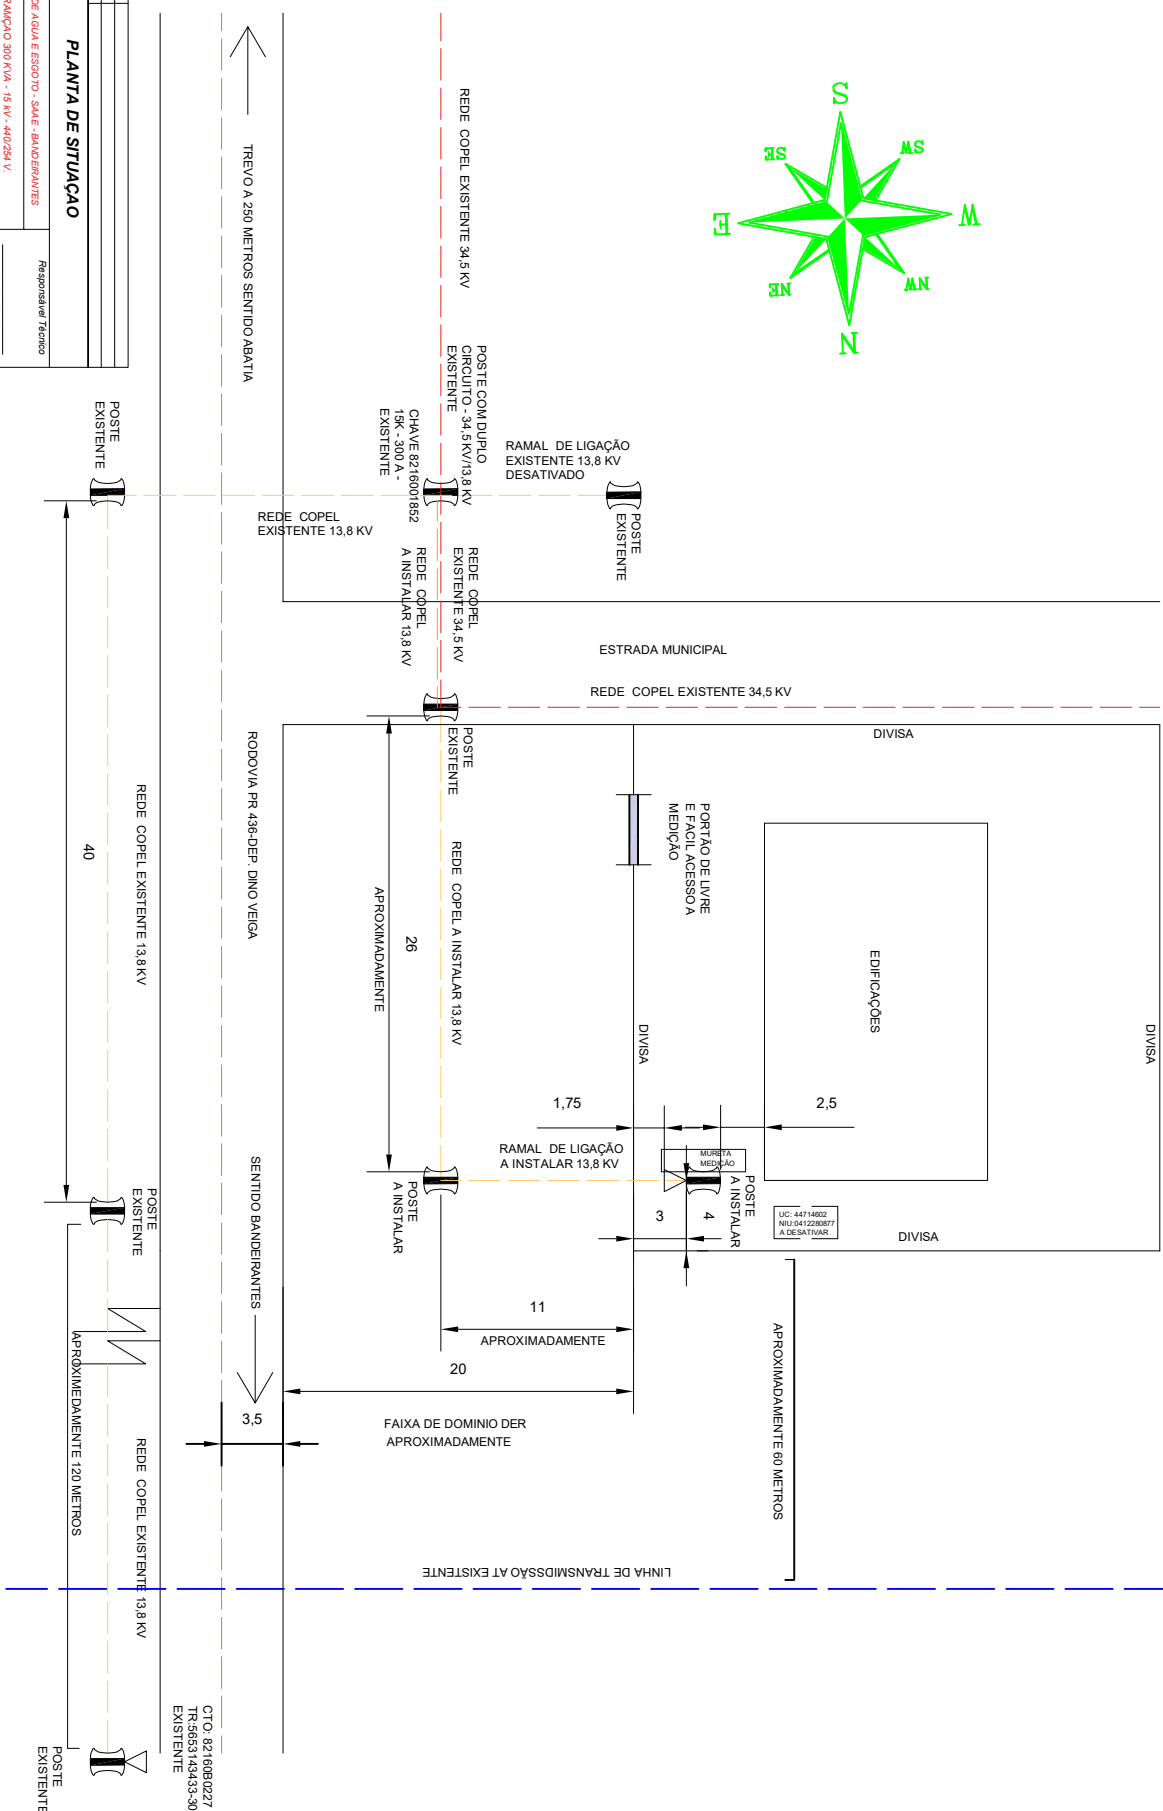 PLANTA DE SITUAÇAO
DE AGUA E ESGOTO - SAAE - BANDEIRANTES
300 KVA - 15 kV - 440/254 V.
Responsável Técnico
TREVO A 250 METROS SENTIDO ABATIA
REDE COPEL EXISTENTE 34,5 KV
S
SW
SE
W
E
NW
NE
N
POSTE COM DUPLO
CIRCUITO - 34,5 KV/13,8 KV
EXISTENTE
CHAVE 8216001852
15K - 300 A -
EXISTENTE
RAMAL DE LIGAÇÃO
EXISTENTE 13,8 KV
DESATIVADO
POSTE
EXISTENTE
POSTE
EXISTENTE
REDE COPEL
EXISTENTE 13,8 KV
REDE COPEL
EXISTENTE 34,5 KV
REDE COPEL
A INSTALAR 13,8 KV
ESTRADA MUNICIPAL
REDE COPEL EXISTENTE 34,5 KV
POSTE
EXISTENTE
DIVISA
RODOVIA PR 436-DEP. DINO VEIGA
REDE COPEL EXISTENTE 13,8 KV
40
PORTÃO DE LIVRE
E FACIL ACESSO A
MEDIÇÃO
REDE COPEL A INSTALAR 13,8 KV
26
APROXIMADAMENTE
EDIFICAÇÕES
DIVISA
DIVISA
1,75
2,5
RAMAL DE LIGAÇÃO
A INSTALAR 13,8 KV
MURETA
MEDIÇÃO
POSTE
A INSTALAR
POSTE
A INSTALAR
3
4
UC: 44714602
NIU:0412280877
A DESATIVAR
DIVISA
SENTIDO BANDEIRANTES
POSTE
EXISTENTE
11
APROXIMADAMENTE
20
3,5
FAIXA DE DOMINIO DER
APROXIMADAMENTE
APROXIMADAMENTE 60 METROS
APROXIMEDAMENTE 120 METROS
REDE COPEL EXISTENTE 13,8 KV
LINHA DE TRANSMIDSSÃO AT EXISTENTE
CTO: 82160B0227
TR:5653143433-30
EXISTENTE
POSTE
EXISTENTE